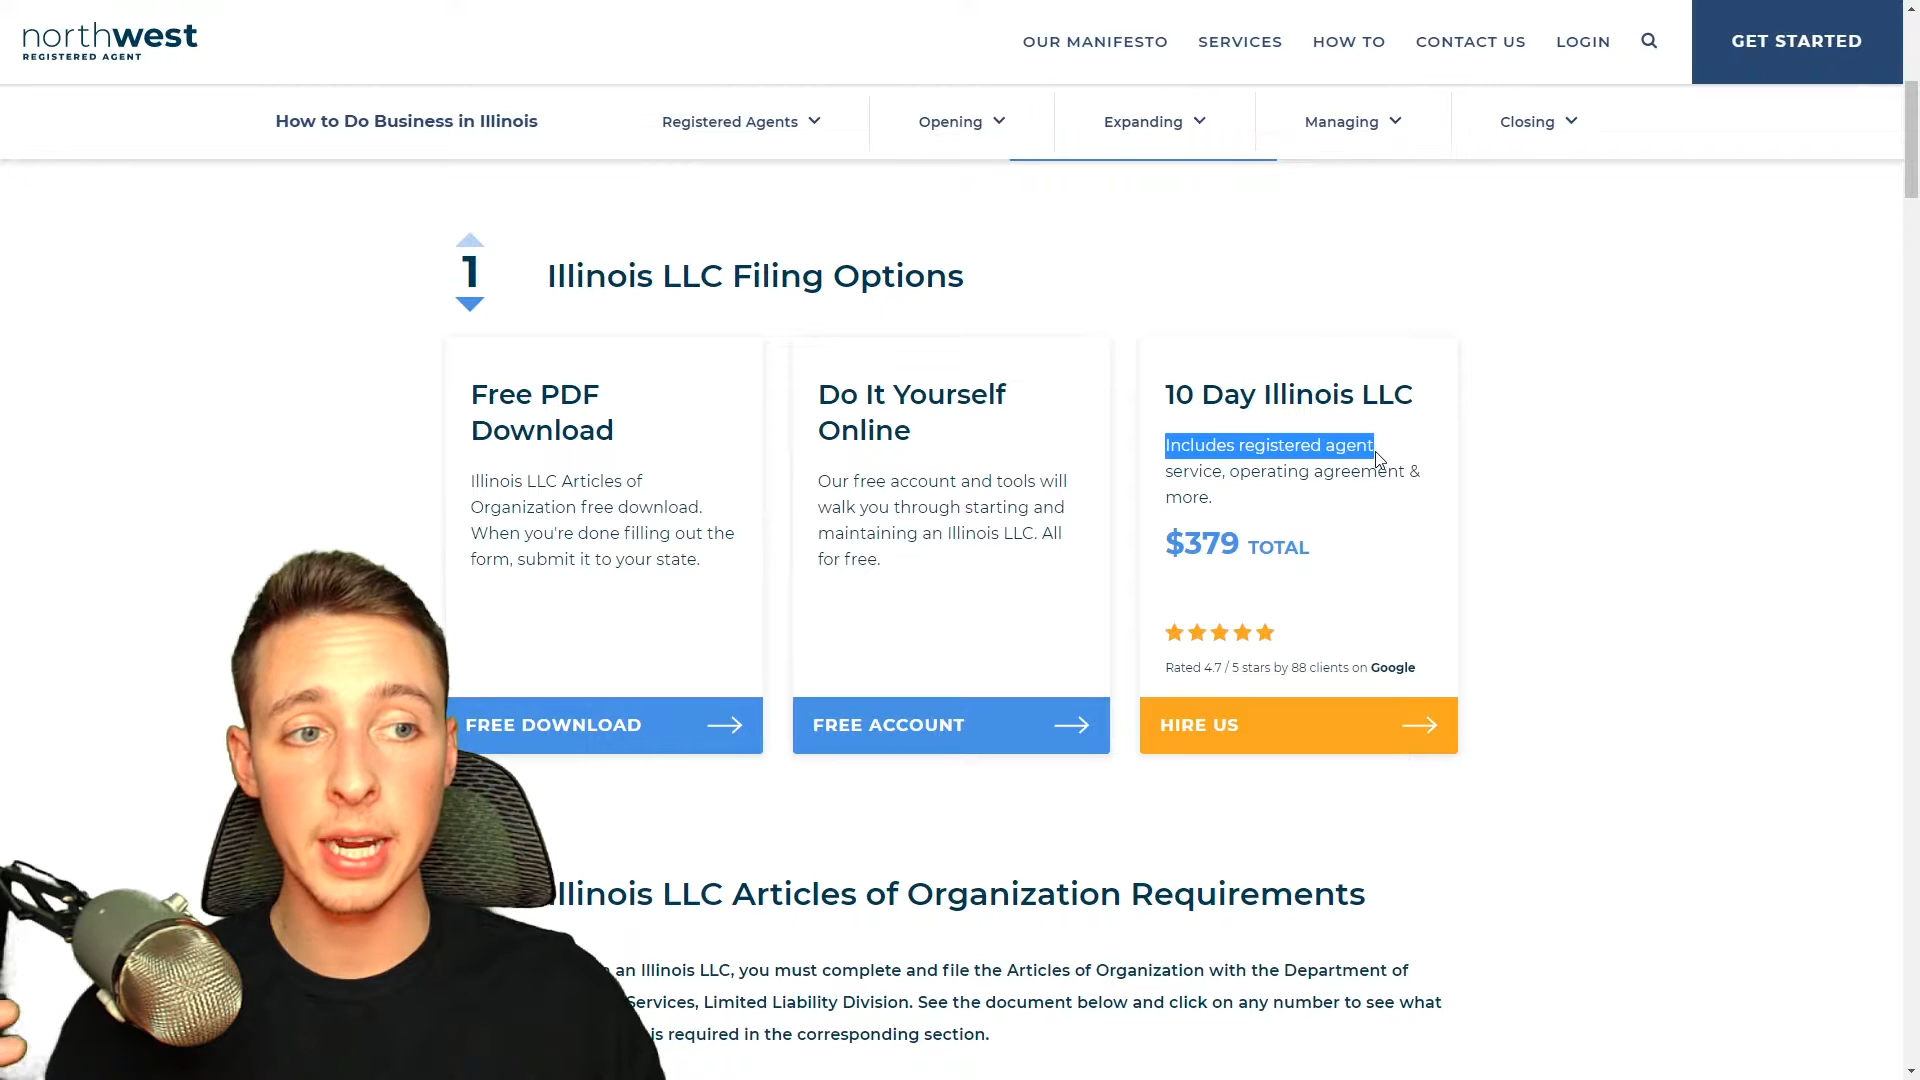 northwest
REGISTERED AGENT
OUR MANIFESTO SERVICES HOW TO CONTACT US LOGIN GET STARTED
How to Do Business in Illinois Registered Agents Opening Expanding Managing Closing
1 Illinois LLC Filing Options
Free PDF
Download
Illinois LLC Articles of
Organization free download.
When you're done filling out the
form, submit it to your state.
FREE DOWNLOAD
Do It Yourself
Online
Our free account and tools will
walk you through starting and
maintaining an Illinois LLC. All
for free.
FREE ACCOUNT
10 Day Illinois LLC
Includes registered agent
service, operating agreement &
more.
$379 TOTAL
Rated 4.7 / 5 stars by 88 clients on Google
HIRE US
Illinois LLC Articles of Organization Requirements
an Illinois LLC, you must complete and file the Articles of Organization with the Department of
Services, Limited Liability Division. See the document below and click on any number to see what
is required in the corresponding section.